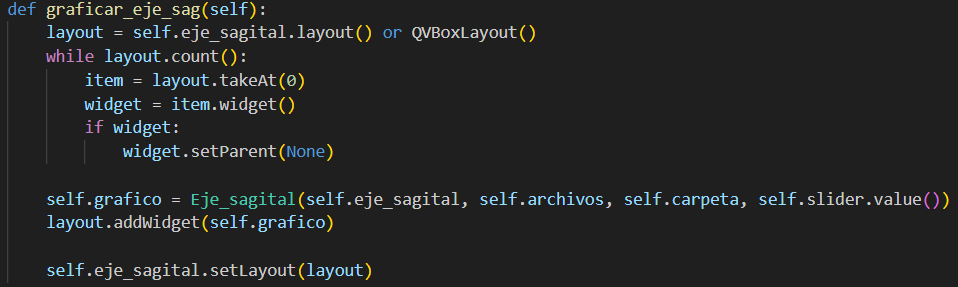 def graficar_eje_sag(self):
    layout = self.eje_sagital.layout() or QVBoxLayout()
    while layout.count():
        item = layout.takeAt(0)
        widget = item.widget()
        if widget:
            widget.setParent(None)

    self.grafico = Eje_sagital(self.eje_sagital, self.archivos, self.carpeta, self.slider.value())
    layout.addWidget(self.grafico)

    self.eje_sagital.setLayout(layout)